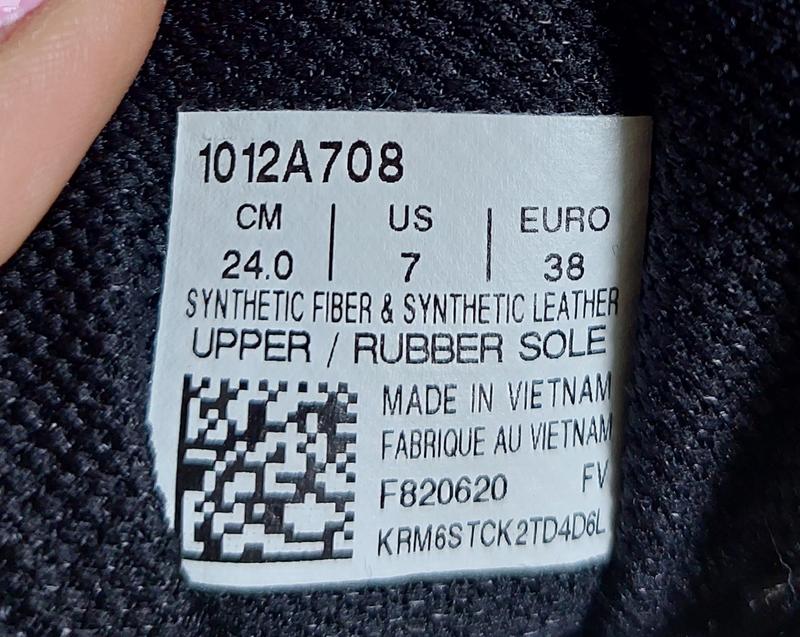 1012A708
CM | US | EURO
24.0 | 7 | 38
SYNTHETIC FIBER & SYNTHETIC LEATHER
UPPER / RUBBER SOLE
MADE IN VIETNAM
FABRIQUE AU VIETNAM
F820620 FV
KRM6STCK2TD4D6L